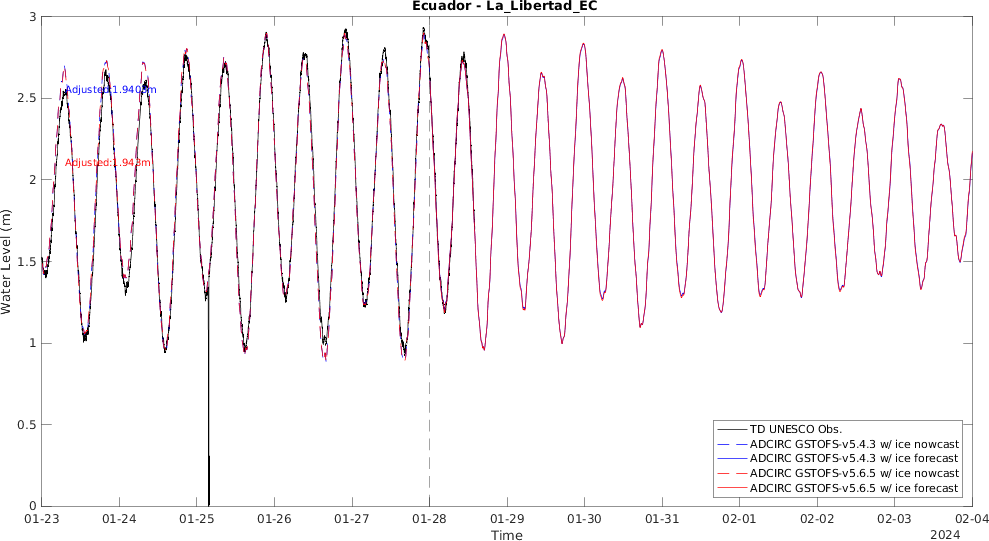 Ecuador - La_Libertad_EC
3
2.5
2
1.5
1
0.5
0
Water Level (m)
Adjusted:1.943m
TD UNESCO Obs.
ADCIRC GSTOFS-v5.4.3 w/ ice nowcast
ADCIRC GSTOFS-v5.4.3 w/ ice forecast
ADCIRC GSTOFS-v5.6.5 w/ ice nowcast
ADCIRC GSTOFS-v5.6.5 w/ ice forecast
01-23 01-24 01-25 01-26 01-27 01-28 01-29 01-30 01-31 02-01 02-02 02-03 02-04
Time
2024